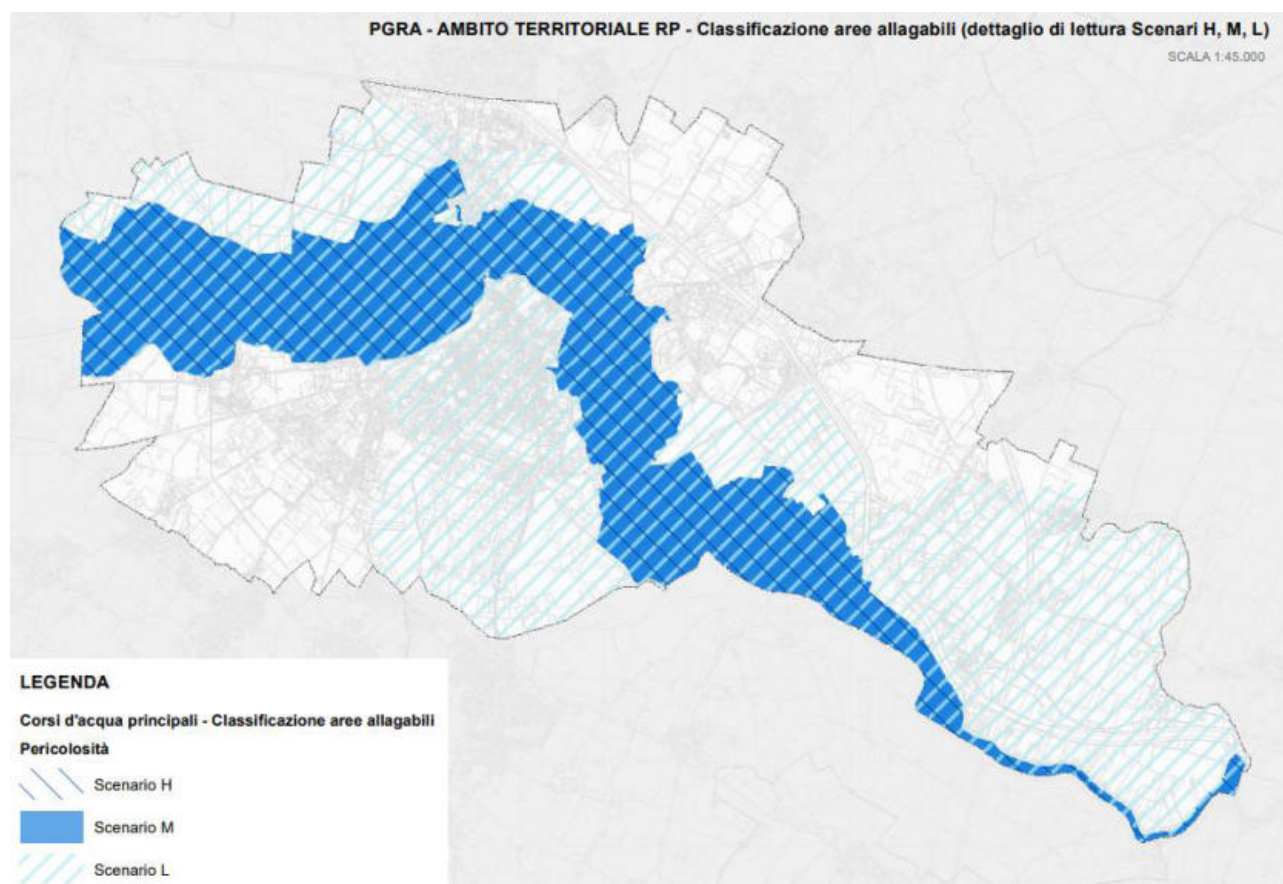 PGRA - AMBITO TERRITORIALE RP - Classificazione aree allagabili (dettaglio di lettura Scenari H, M, L)
SCALA 1:45.000
LEGENDA
Corsi d'acqua principali - Classificazione aree allagabili
Pericolosità
Scenario H
Scenario M
Scenario L